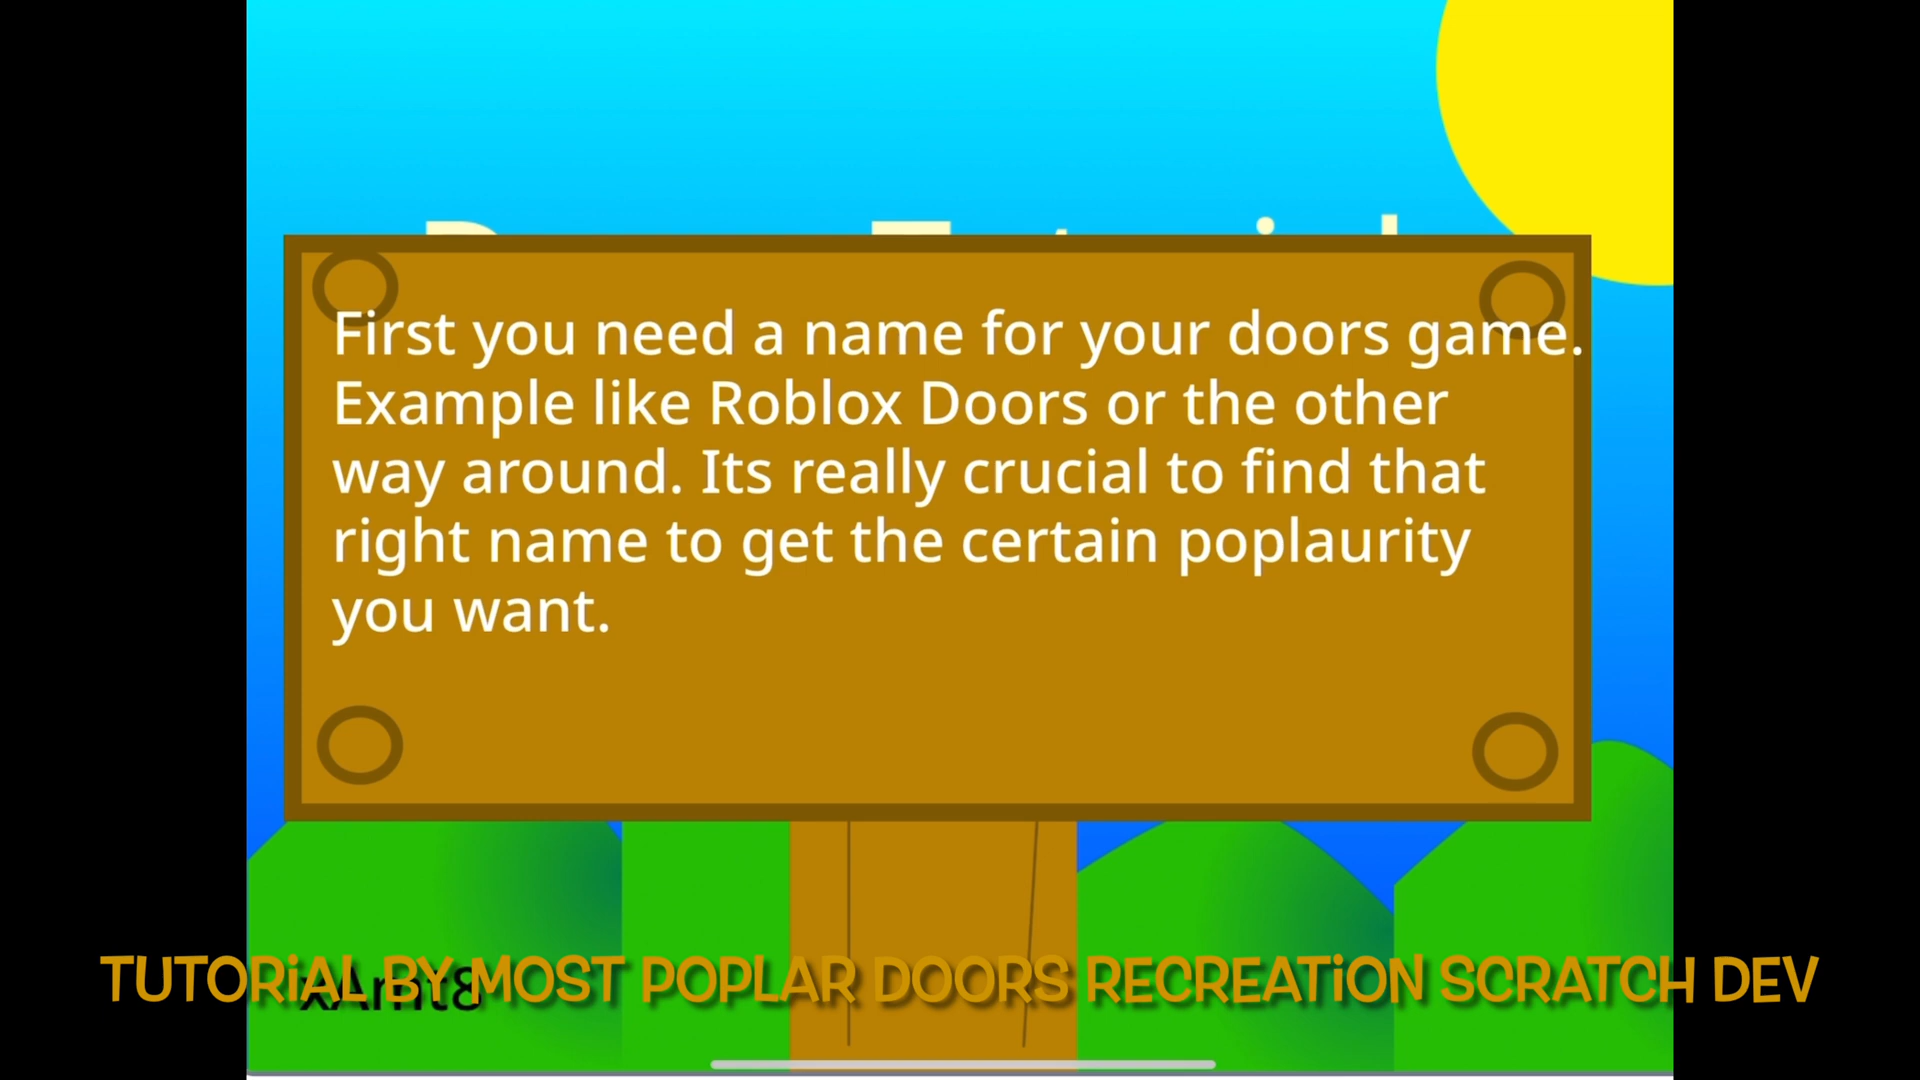 First you need a name for your doors game.
Example like Roblox Doors or the other
way around. Its really crucial to find that
right name to get the certain poplaurity
you want.
TUTORiAL BY MOST POPLAR DOORS RECREATiON SCRATCH DEV